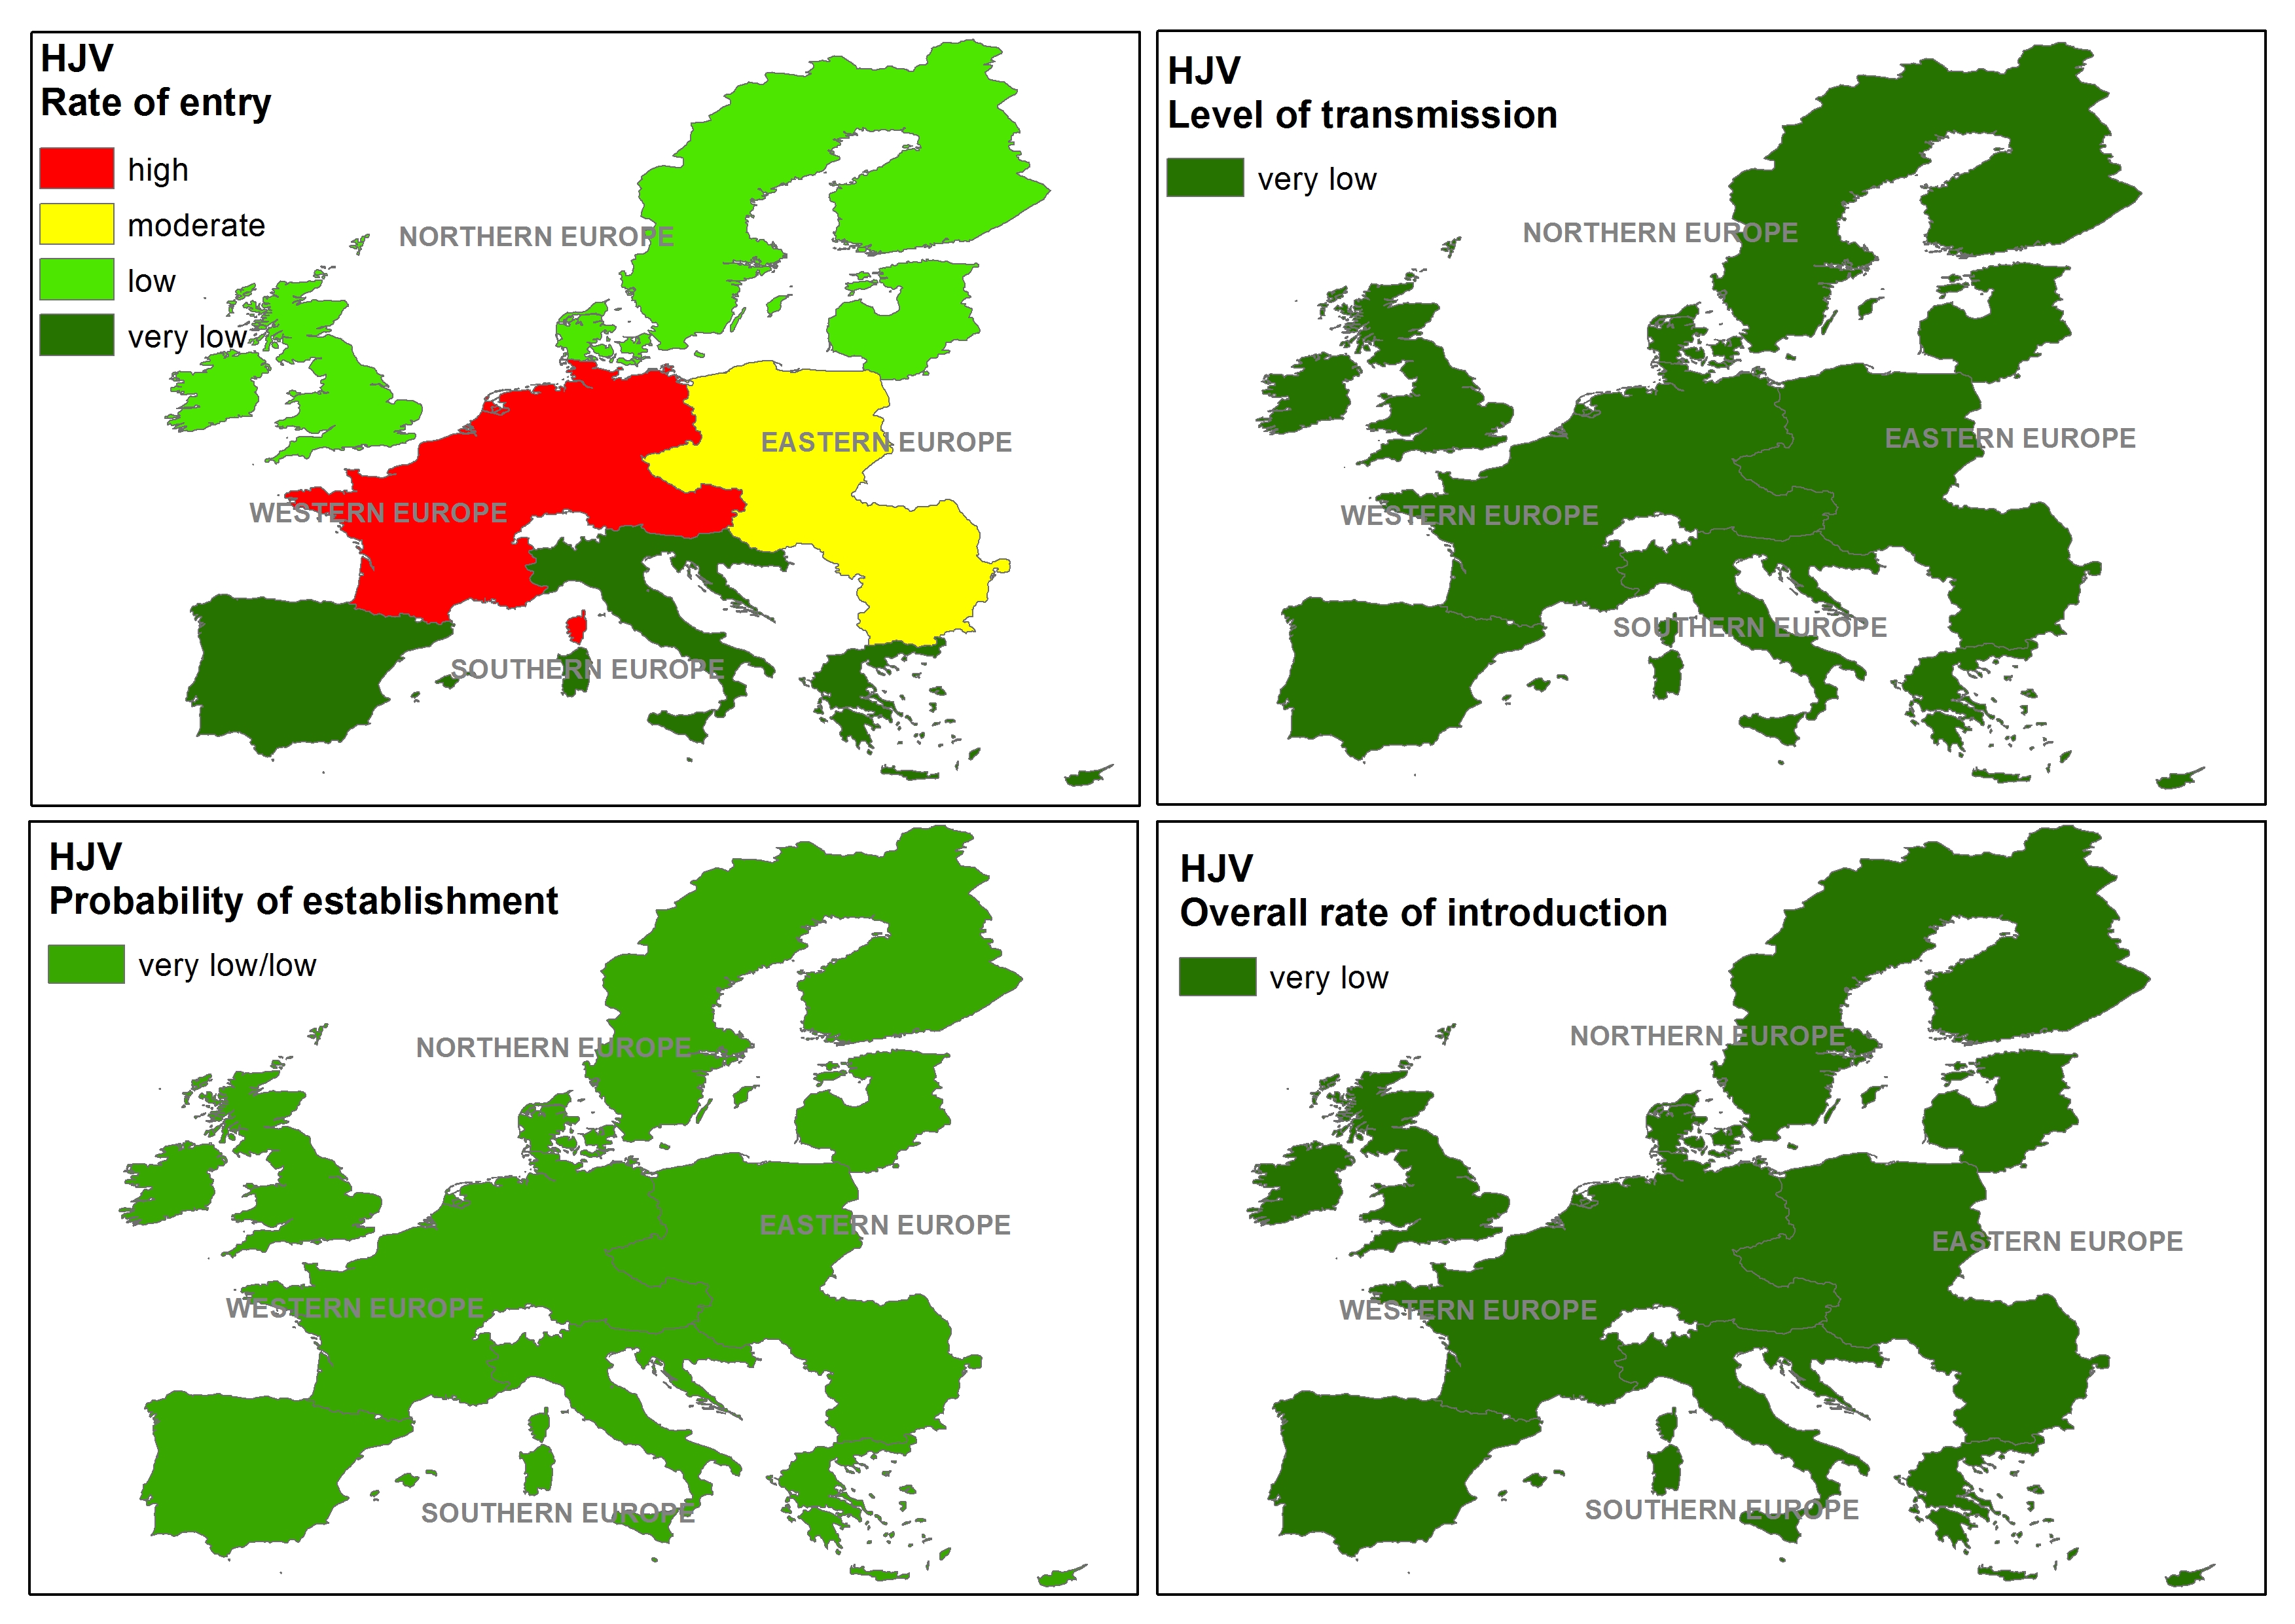 HJV
Rate of entry
high
moderate
low
very low
NORTHERN EUROPE
EASTERN EUROPE
WESTERN EUROPE
SOUTHERN EUROPE
HJV
Level of transmission
very low
NORTHERN EUROPE
EASTERN EUROPE
WESTERN EUROPE
SOUTHERN EUROPE
HJV
Probability of establishment
very low/low
NORTHERN EUROPE
EASTERN EUROPE
WESTERN EUROPE
SOUTHERN EUROPE
HJV
Overall rate of introduction
very low
NORTHERN EUROPE
EASTERN EUROPE
WESTERN EUROPE
SOUTHERN EUROPE